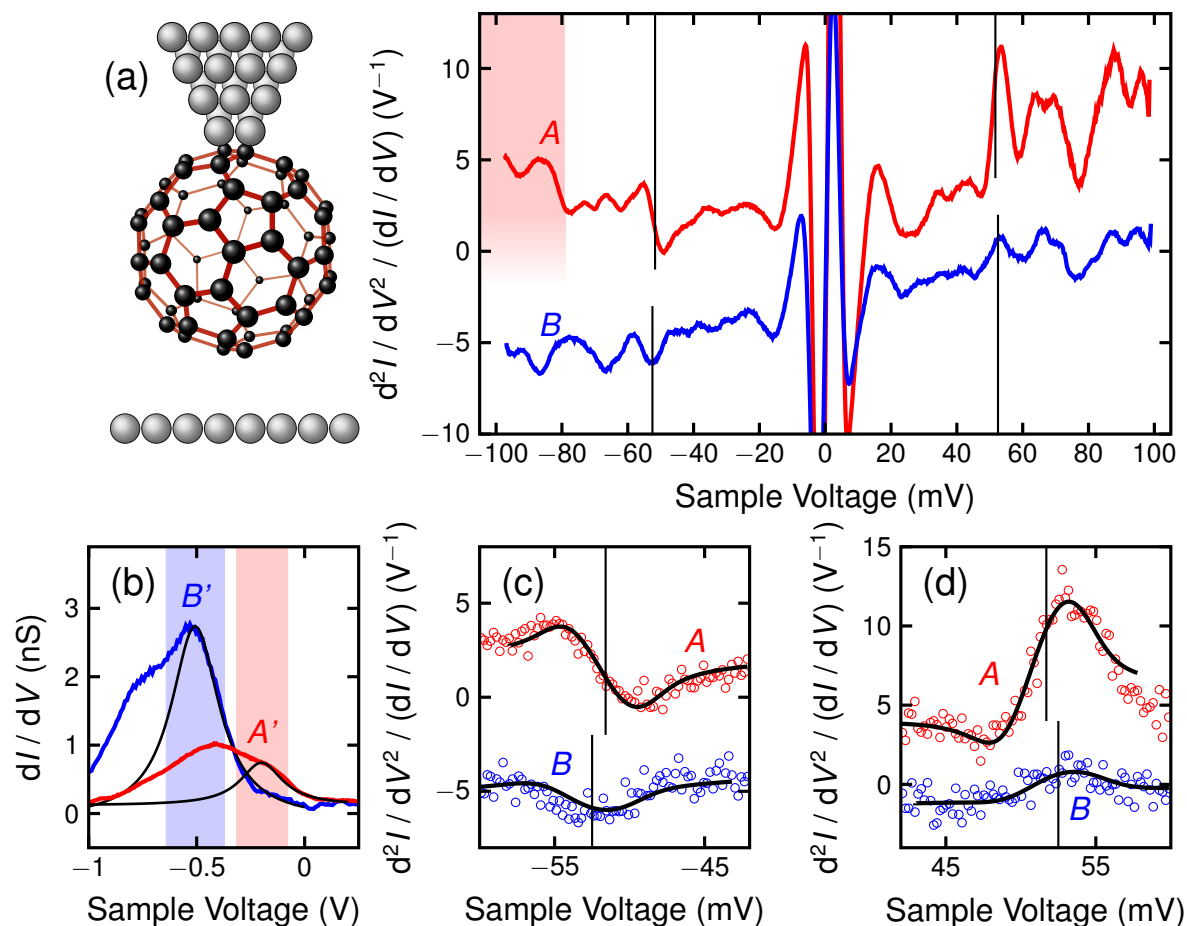 (a)
d²I / dV² / (dI / dV) (V⁻¹)
10
5
0
−5
−10
A
B
−100 −80 −60 −40 −20 0 20 40 60 80 100
Sample Voltage (mV)
(b)
B’
A’
dI / dV (nS)
3
2
1
0
−1 −0.5 0
Sample Voltage (V)
(c)
d²I / dV² / (dI / dV) (V⁻¹)
5
0
−5
A
B
−55 −45
Sample Voltage (mV)
(d)
d²I / dV² / (dI / dV) (V⁻¹)
15
10
5
0
A
B
45 55
Sample Voltage (mV)